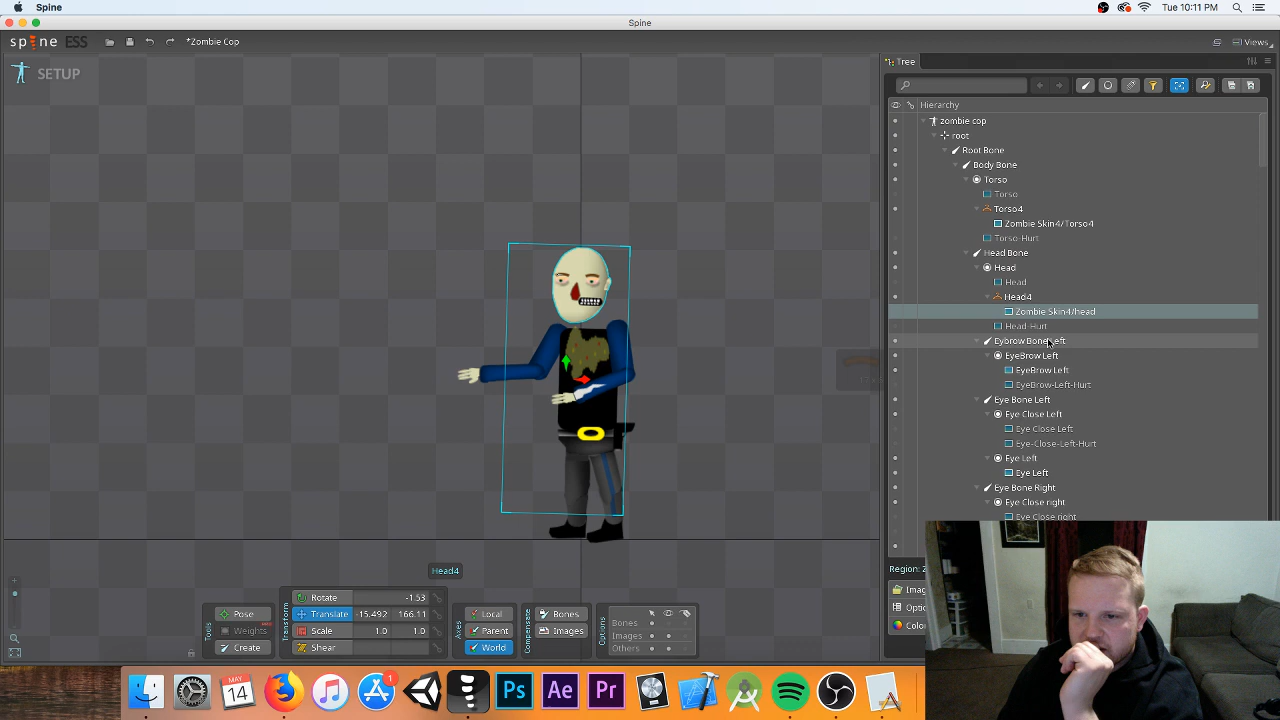 Spine
Tue 10:11 PM
Spine
spine ESS
*Zombie Cop
Views
SETUP
Tree
Hierarchy
zombie cop
root
Root Bone
Body Bone
Torso
Torso
Torso4
Zombie Skin4/Torso4
Torso-Hurt
Head Bone
Head
Head
Head4
Zombie Skin4/head
Head-Hurt
Eybrow Bone Left
EyeBrow Left
EyeBrow Left
EyeBrow-Left-Hurt
Eye Bone Left
Eye Close Left
Eye Close Left
Eye-Close-Left-Hurt
Eye Left
Eye Left
Eye Bone Right
Eye Close right
Eye Close right
Region:
Head4
Tools
Pose
Weights
Create
Transform
Rotate -1.53
Translate -15.492 166.11
Scale 1.0 1.0
Shear
Axes
Local
Parent
World
Compensate
Bones
Images
Options
Bones
Images
Others
1
MAY
14
Ps
Ae
Pr